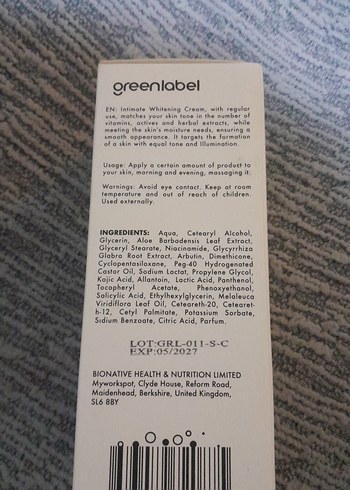 greenlabel
EN: Intimate Whitening Cream, with regular
use, matches your skin tone in the number of
vitamins, actives and herbal extracts, while
meeting the skin's moisture needs, ensuring a
smooth appearance. It targets the formation
of a skin with equal tone and Illumination.
Usage: Apply a certain amount of product to
your skin, morning and evening, massaging it.
Warnings: Avoid eye contact. Keep at room
temperature and out of reach of children.
Used externally.
INGREDIENTS: Aqua, Cetearyl Alcohol,
Glycerin, Aloe Barbadensis Leaf Extract,
Glyceryl Stearate, Niacinamide, Glycyrrhiza
Glabra Root Extract, Arbutin, Dimethicone,
Cyclopentasiloxane, Peg-40 Hydrogenated
Castor Oil, Sodium Lactat, Propylene Glycol,
Kojic Acid, Allantoin, Lactic Acid, Panthenol,
Tocopheryl Acetate, Phenoxyethanol,
Salicylic Acid, Ethylhexylglycerin, Melaleuca
Viridiflora Leaf Oil, Ceteareth-20, Ceteareth-
h-12, Cetyl Palmitate, Potassium Sorbate,
Sidium Benzoate, Citric Acid, Parfum.
LOT:GRL-011-S-C
EXP:05/2027
BIONATIVE HEALTH & NUTRITION LIMITED
Myworkspot, Clyde House, Reform Road,
Maidenhead, Berkshire, United Kingdom,
SL6 8BY